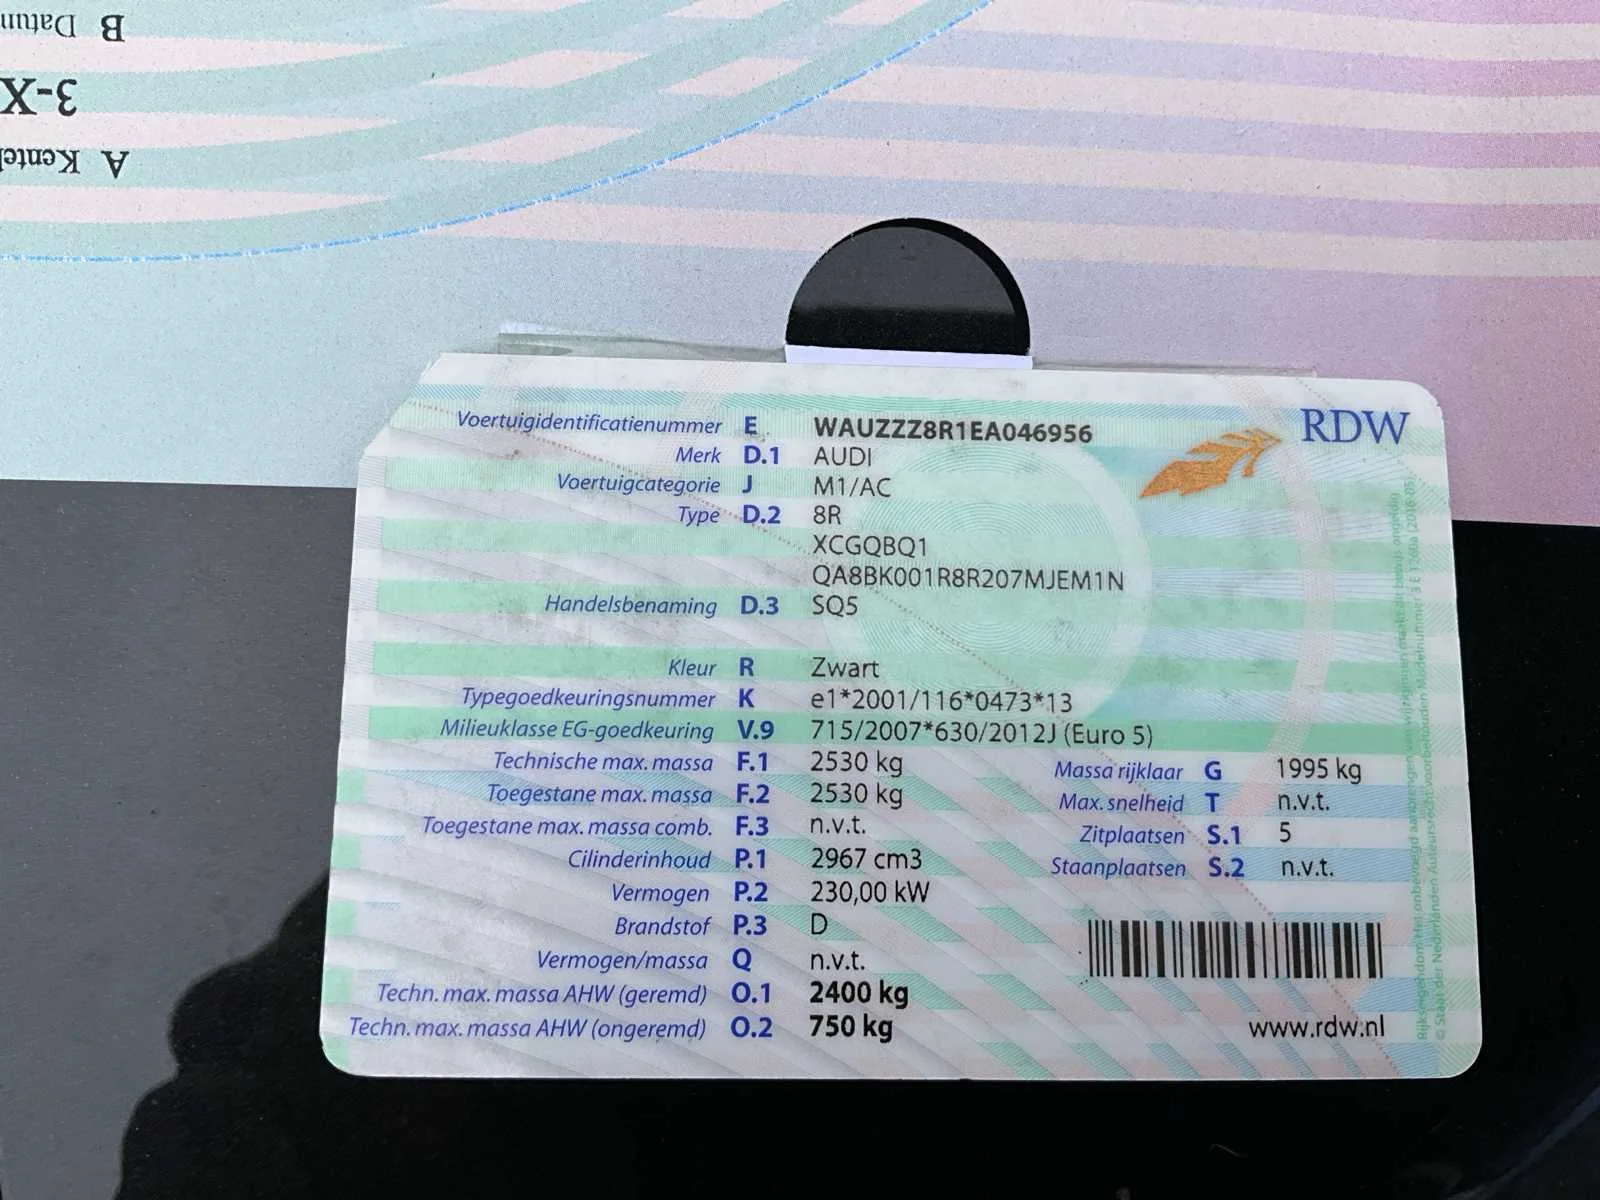 B Datum
3-X
A Kentek
RDW
Voertuigidentificatienummer E WAUZZZ8R1EA046956
Merk D.1 AUDI
Voertuigcategorie J M1/AC
Type D.2 8R
XCGQBQ1
QA8BK001R8R207MJEM1N
Handelsbenaming D.3 SQ5
Kleur R Zwart
Typegoedkeuringsnummer K e1*2001/116*0473*13
Milieuklasse EG-goedkeuring V.9 715/2007*630/2012J (Euro 5)
Technische max. massa F.1 2530 kg Massa rijklaar G 1995 kg
Toegestane max. massa F.2 2530 kg Max. snelheid T n.v.t.
Toegestane max. massa comb. F.3 n.v.t. Zitplaatsen S.1 5
Cilinderinhoud P.1 2967 cm3 Staanplaatsen S.2 n.v.t.
Vermogen P.2 230,00 kW
Brandstof P.3 D
Vermogen/massa Q n.v.t.
Techn. max. massa AHW (geremd) O.1 2400 kg
Techn. max. massa AHW (ongeremd) O.2 750 kg
www.rdw.nl